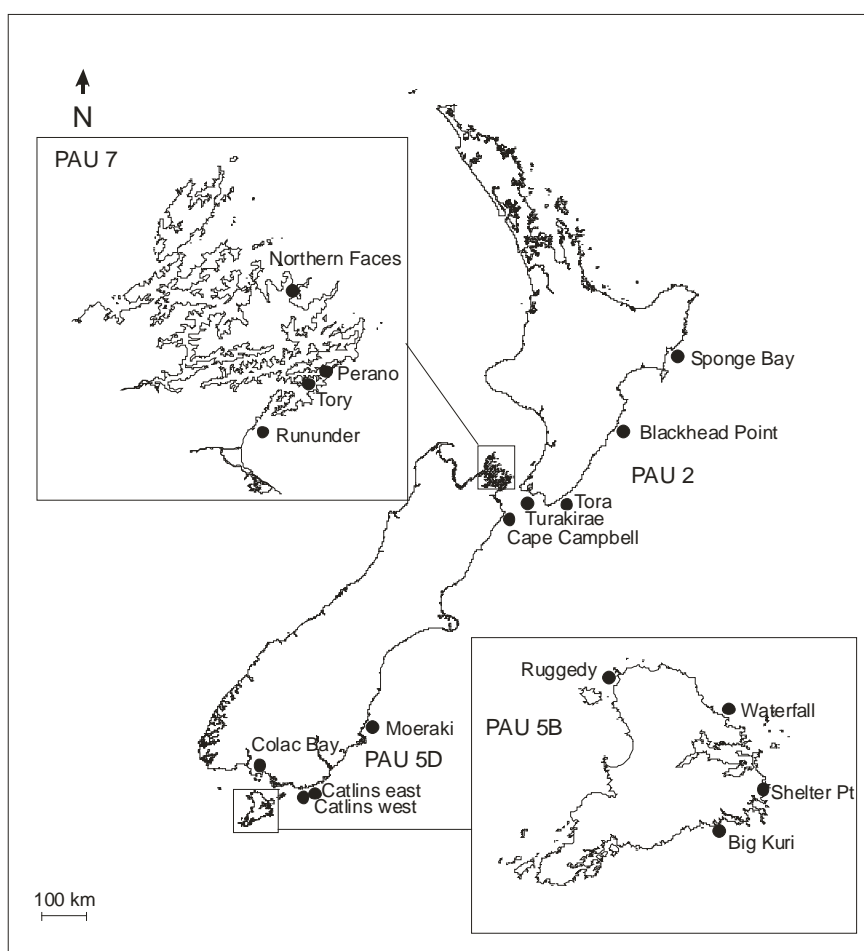 N
PAU 7
Northern Faces
Perano
Tory
Rununder
Sponge Bay
Blackhead Point
PAU 2
Tora
Turakirae
Cape Campbell
Ruggedy
Waterfall
PAU 5B
Shelter Pt
Big Kuri
Moeraki
Colac Bay
PAU 5D
Catlins east
Catlins west
100 km